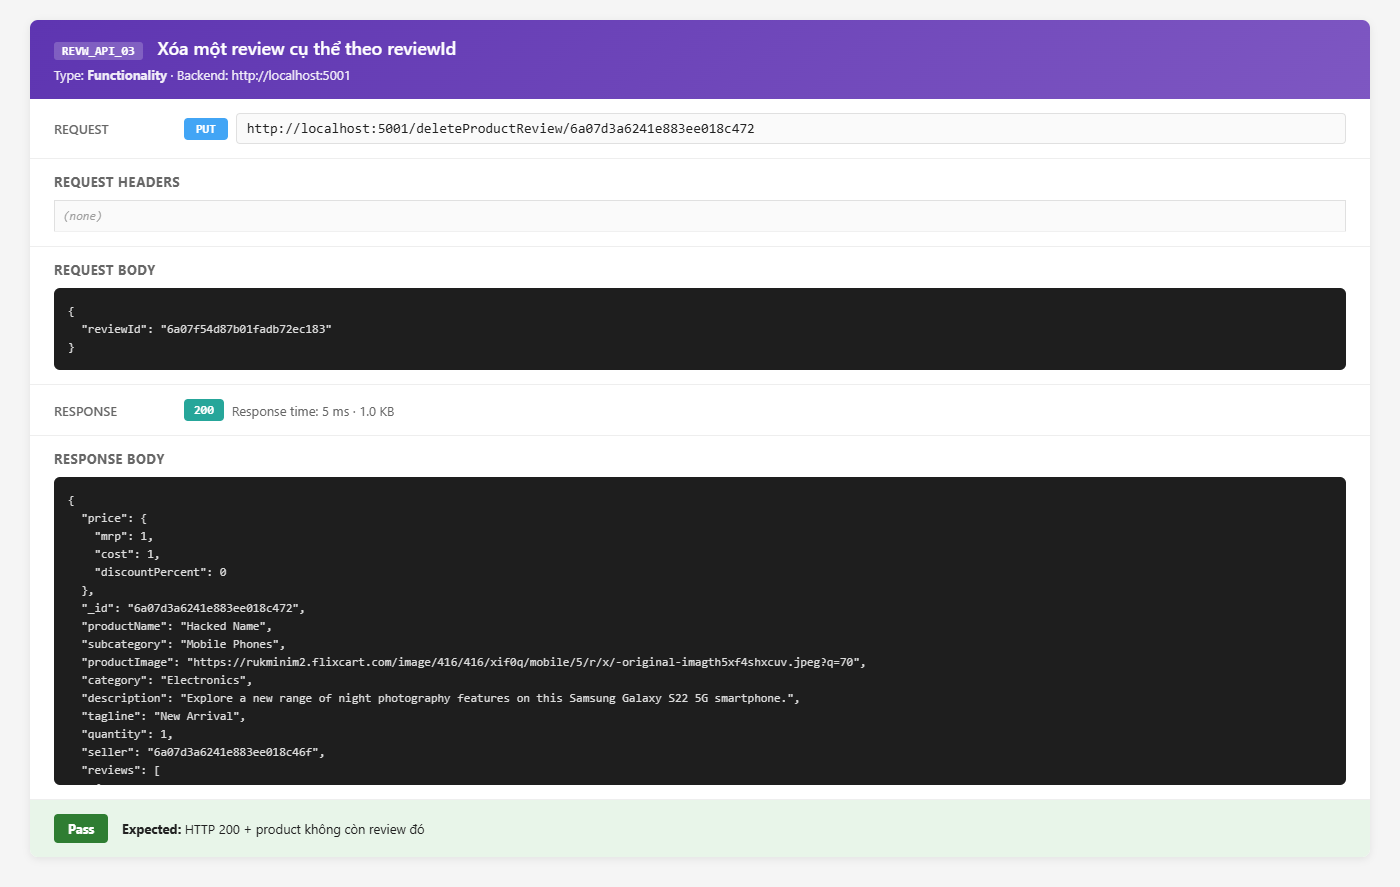 REVW_API_03 Xóa một review cụ thể theo reviewId
Type: Functionality · Backend: http://localhost:5001
REQUEST PUT http://localhost:5001/deleteProductReview/6a07d3a6241e883ee018c472
REQUEST HEADERS
(none)
REQUEST BODY
{
  "reviewId": "6a07f54d87b01fadb72ec183"
}
RESPONSE 200 Response time: 5 ms · 1.0 KB
RESPONSE BODY
{
  "price": {
    "mrp": 1,
    "cost": 1,
    "discountPercent": 0
  },
  "_id": "6a07d3a6241e883ee018c472",
  "productName": "Hacked Name",
  "subcategory": "Mobile Phones",
  "productImage": "https://rukminim2.flixcart.com/image/416/416/xif0q/mobile/5/r/x/-original-imagth5xf4shxcuv.jpeg?q=70",
  "category": "Electronics",
  "description": "Explore a new range of night photography features on this Samsung Galaxy S22 5G smartphone.",
  "tagline": "New Arrival",
  "quantity": 1,
  "seller": "6a07d3a6241e883ee018c46f",
  "reviews": [
Pass Expected: HTTP 200 + product không còn review đó